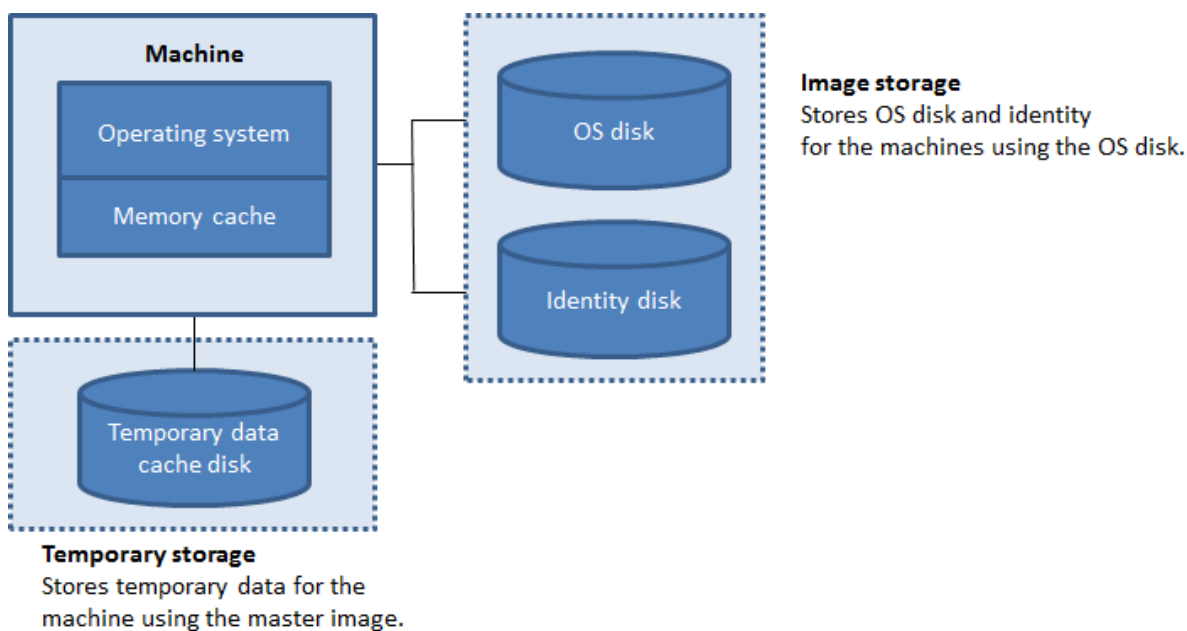 Machine
Operating system
Memory cache
OS disk
Identity disk
Image storage
Stores OS disk and identity
for the machines using the OS disk.
Temporary data
cache disk
Temporary storage
Stores temporary data for the
machine using the master image.